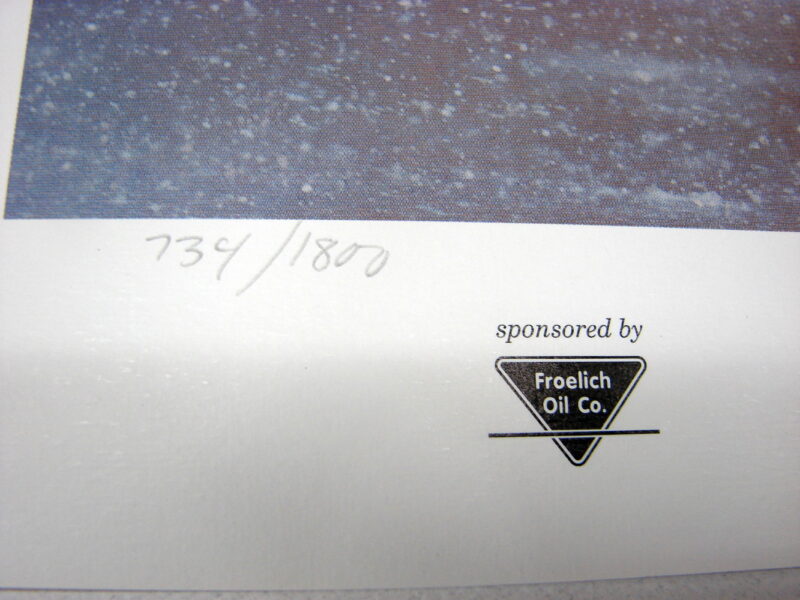 734/1800
sponsored by
Froelich
Oil Co.